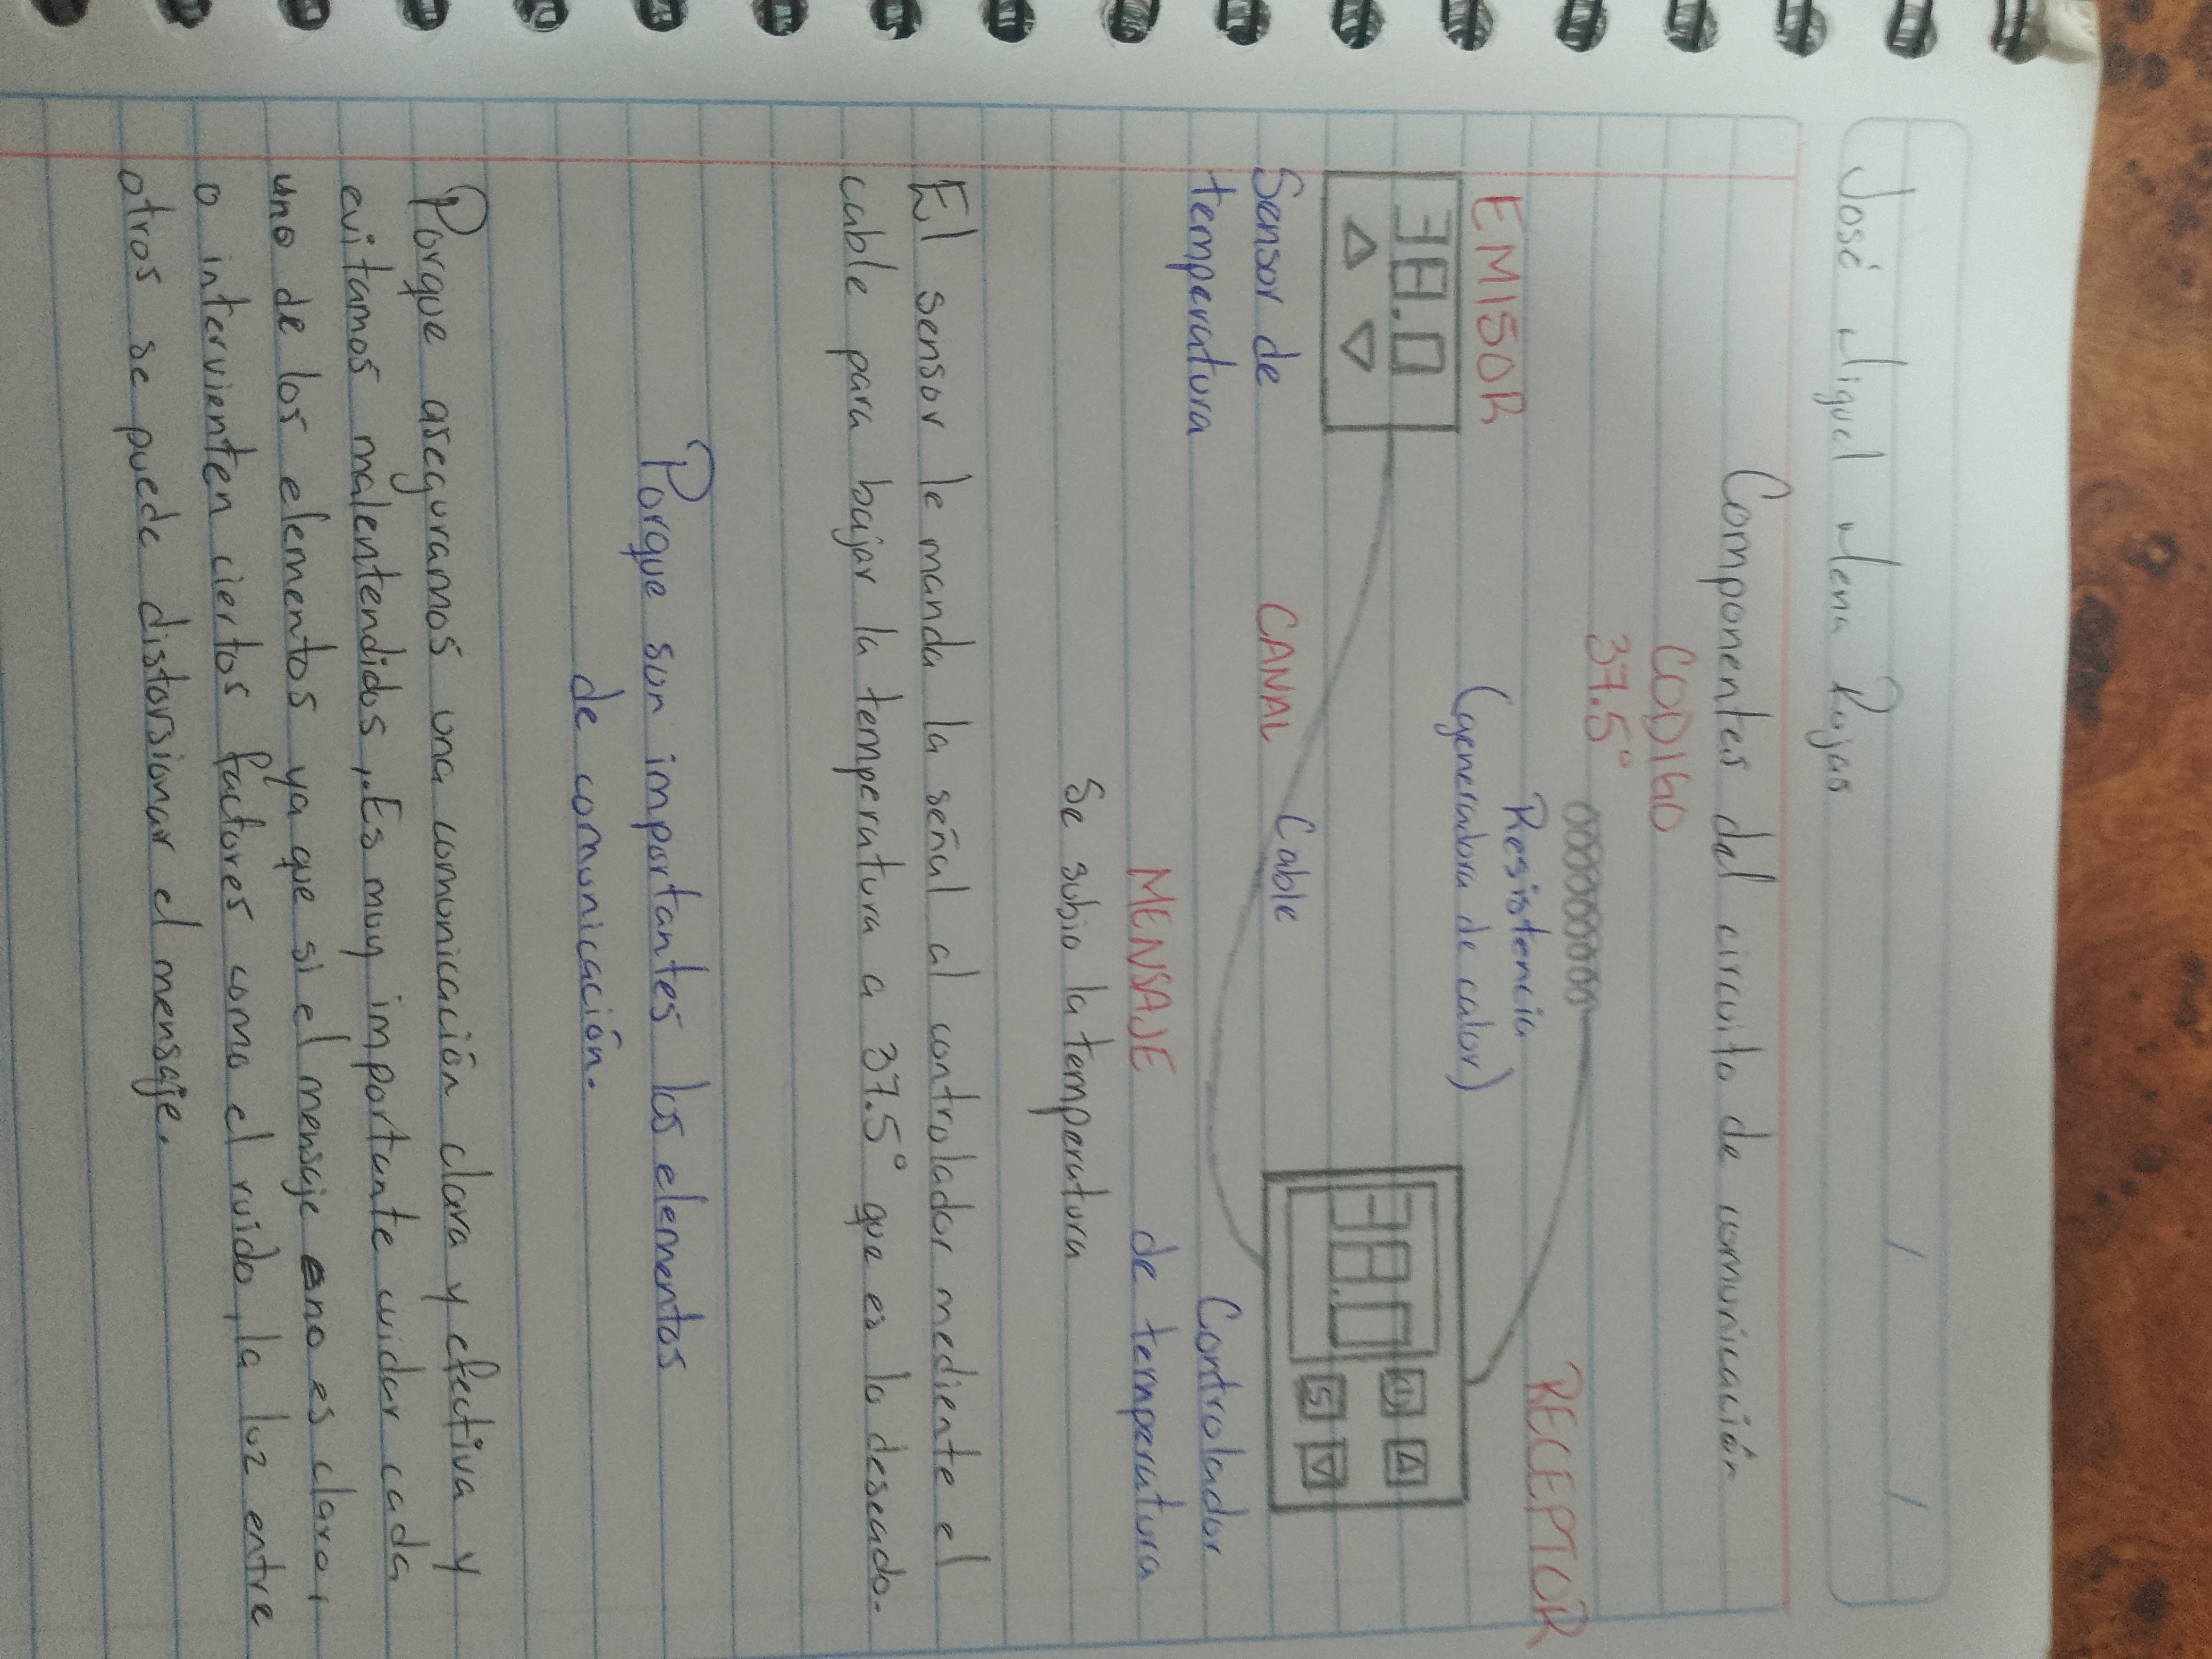 José Miguel Mena Rojas
Componentes del circuito de comunicación
CODIGO
37.5°
Resistencia
(generadora de calor)
EMISOR
RECEPTOR
38.0
38.0
S
Sensor de
temperatura
CANAL
Cable
Controlador
de temperatura
MENSAJE
Se subio la temperatura
El sensor le manda la señal al controlador mediente el
cable para bajar la temperatura a 37.5° que es lo deseado.
Porque son importantes los elementos
de comunicación.
Porque aseguramos una comunicación clara y efectiva y
evitamos malentendidos,..Es muy importante cuidar cada
uno de los elementos ya que si el mensaje no es claro,
o intervienten ciertos factores como el ruido, la luz entre
otros se puede distorsionar el mensaje.